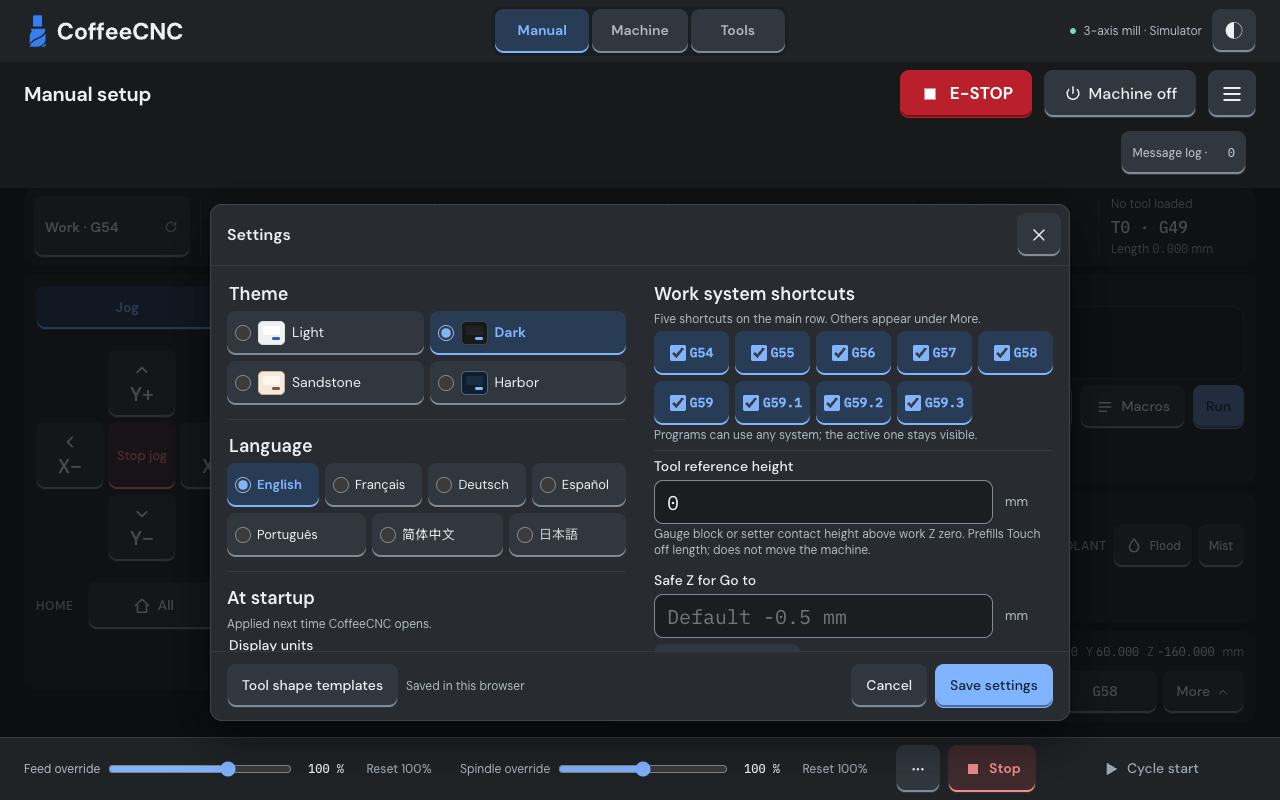 CoffeeCNC
Manual
Machine
Tools
3-axis mill · Simulator
Manual setup
E-STOP
Machine off
Message log · 0
Work · G54
No tool loaded
T0 · G49
Length 0.000 mm
Jog
Y+
X−
Stop jog
Y−
HOME
All
Macros
Run
Flood
Mist
Y 60.000 Z -160.000 mm
G58
More
Settings
Theme
Light
Dark
Sandstone
Harbor
Language
English
Français
Deutsch
Español
Português
简体中文
日本語
At startup
Applied next time CoffeeCNC opens.
Display units
Work system shortcuts
Five shortcuts on the main row. Others appear under More.
G54
G55
G56
G57
G58
G59
G59.1
G59.2
G59.3
Programs can use any system; the active one stays visible.
Tool reference height
0 mm
Gauge block or setter contact height above work Z zero. Prefills Touch
off length; does not move the machine.
Safe Z for Go to
Default -0.5 mm mm
Tool shape templates
Saved in this browser
Cancel
Save settings
Feed override
100 %
Reset 100%
Spindle override
100 %
Reset 100%
...
Stop
Cycle start